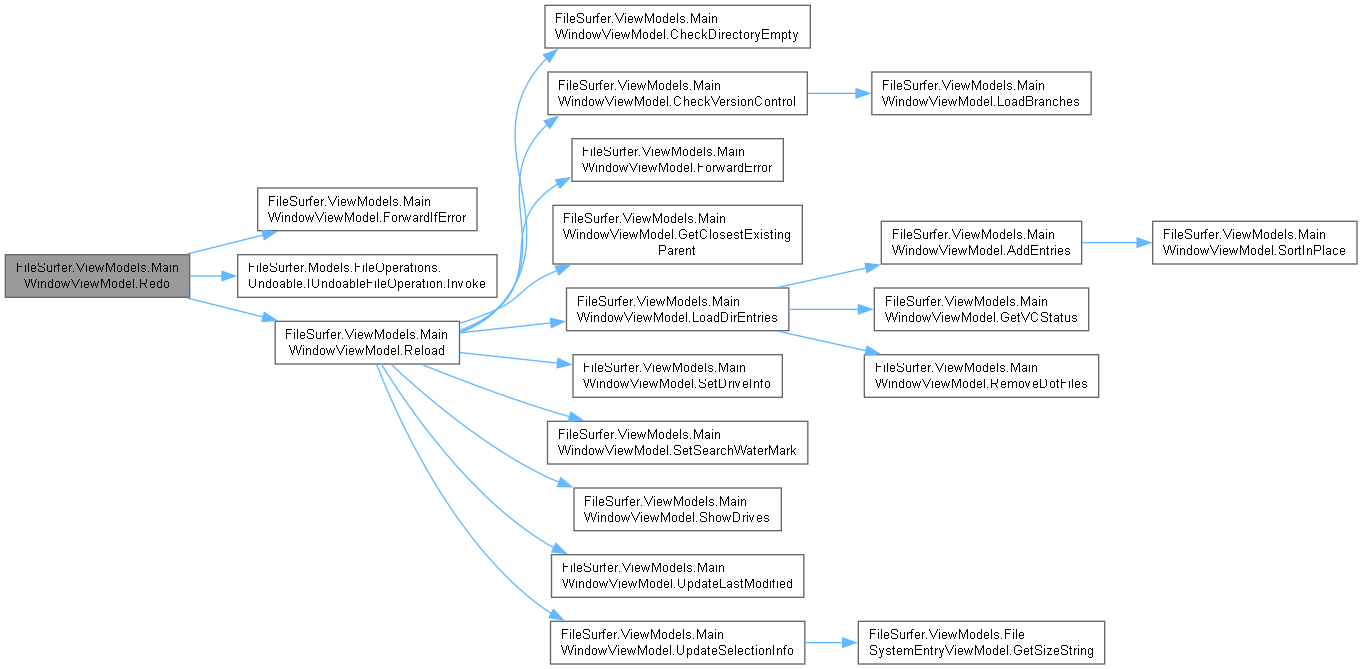 FileSurfer.ViewModels.Main
WindowViewModel.Redo
FileSurfer.ViewModels.Main
WindowViewModel.ForwardIfError
FileSurfer.Models.FileOperations.
Undoable.IUndoableFileOperation.Invoke
FileSurfer.ViewModels.Main
WindowViewModel.Reload
FileSurfer.ViewModels.Main
WindowViewModel.CheckDirectoryEmpty
FileSurfer.ViewModels.Main
WindowViewModel.CheckVersionControl
FileSurfer.ViewModels.Main
WindowViewModel.LoadBranches
FileSurfer.ViewModels.Main
WindowViewModel.ForwardError
FileSurfer.ViewModels.Main
WindowViewModel.GetClosestExisting
Parent
FileSurfer.ViewModels.Main
WindowViewModel.LoadDirEntries
FileSurfer.ViewModels.Main
WindowViewModel.AddEntries
FileSurfer.ViewModels.Main
WindowViewModel.SortInPlace
FileSurfer.ViewModels.Main
WindowViewModel.GetVCStatus
FileSurfer.ViewModels.Main
WindowViewModel.RemoveDotFiles
FileSurfer.ViewModels.Main
WindowViewModel.SetDriveInfo
FileSurfer.ViewModels.Main
WindowViewModel.SetSearchWaterMark
FileSurfer.ViewModels.Main
WindowViewModel.ShowDrives
FileSurfer.ViewModels.Main
WindowViewModel.UpdateLastModified
FileSurfer.ViewModels.Main
WindowViewModel.UpdateSelectionInfo
FileSurfer.ViewModels.File
SystemEntryViewModel.GetSizeString